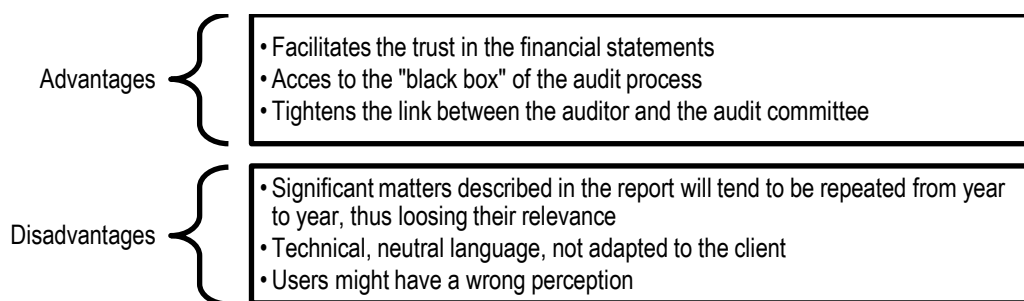 Advantages
• Facilitates the trust in the financial statements
• Acces to the "black box" of the audit process
• Tightens the link between the auditor and the audit committee
Disadvantages
• Significant matters described in the report will tend to be repeated from year
to year, thus loosing their relevance
• Technical, neutral language, not adapted to the client
• Users might have a wrong perception